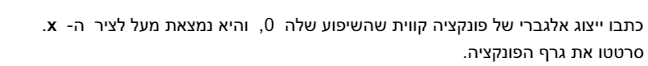 כתבו ייצוג אלגברי של פונקציה קווית שהשיפוע שלה 0, והיא נמצאת מעל לציר ה- x.
סרטטו את גרף הפונקציה.